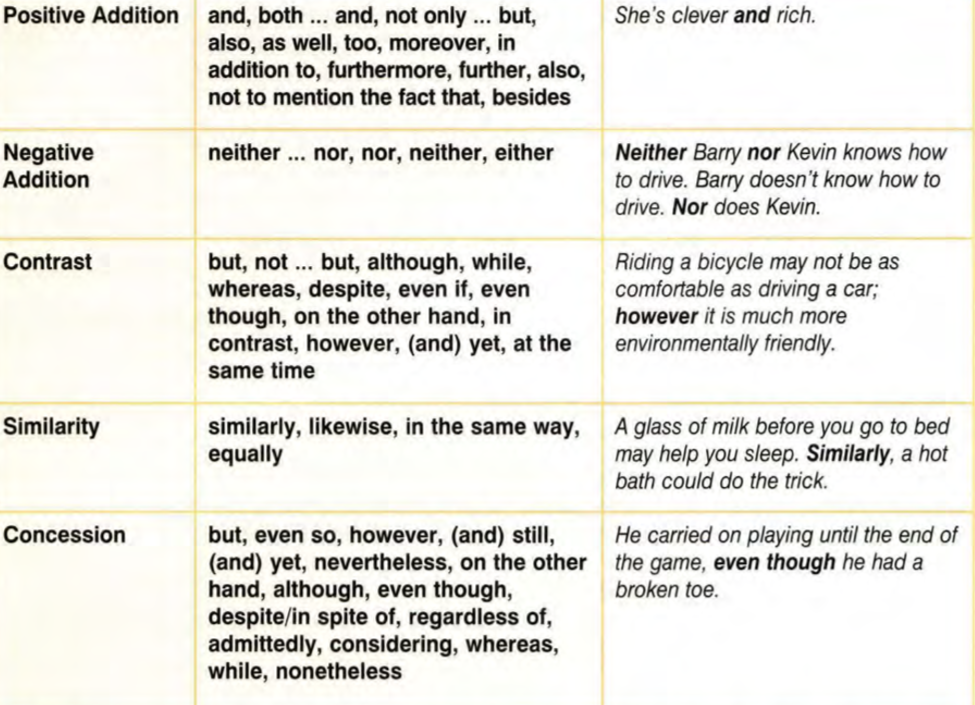 Positive Addition
and, both ... and, not only ... but,
also, as well, too, moreover, in
addition to, furthermore, further, also,
not to mention the fact that, besides
She's clever and rich.
Negative
Addition
neither ... nor, nor, neither, either
Neither Barry nor Kevin knows how
to drive. Barry doesn't know how to
drive. Nor does Kevin.
Contrast
but, not ... but, although, while,
whereas, despite, even if, even
though, on the other hand, in
contrast, however, (and) yet, at the
same time
Riding a bicycle may not be as
comfortable as driving a car;
however it is much more
environmentally friendly.
Similarity
similarly, likewise, in the same way,
equally
A glass of milk before you go to bed
may help you sleep. Similarly, a hot
bath could do the trick.
Concession
but, even so, however, (and) still,
(and) yet, nevertheless, on the other
hand, although, even though,
despite/in spite of, regardless of,
admittedly, considering, whereas,
while, nonetheless
He carried on playing until the end of
the game, even though he had a
broken toe.